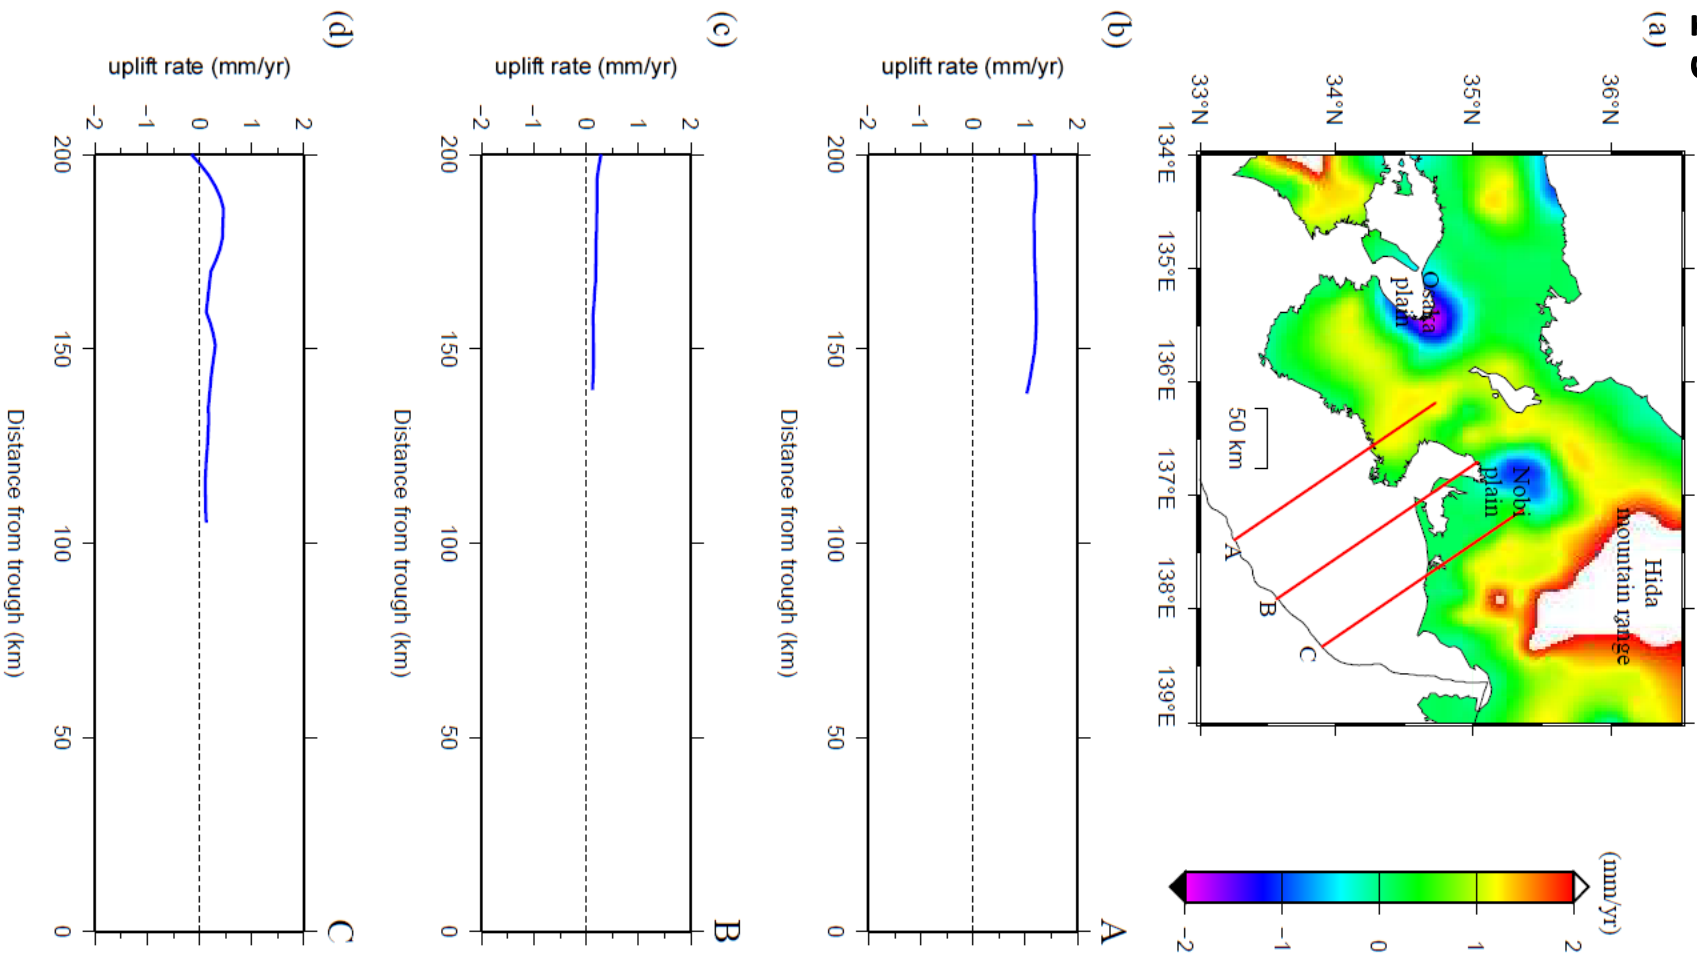 (a)
36°N
35°N
34°N
33°N
134°E 135°E 136°E 137°E 138°E 139°E
Osaka
plain
Nobi
plain
Hida
mountain range
50 km
A
B
C
(mm/yr)
-2 -1 0 1 2
(b)
A
uplift rate (mm/yr)
2
1
0
-1
-2
200 150 100 50 0
Distance from trough (km)
(c)
B
uplift rate (mm/yr)
2
1
0
-1
-2
200 150 100 50 0
Distance from trough (km)
(d)
C
uplift rate (mm/yr)
2
1
0
-1
-2
200 150 100 50 0
Distance from trough (km)